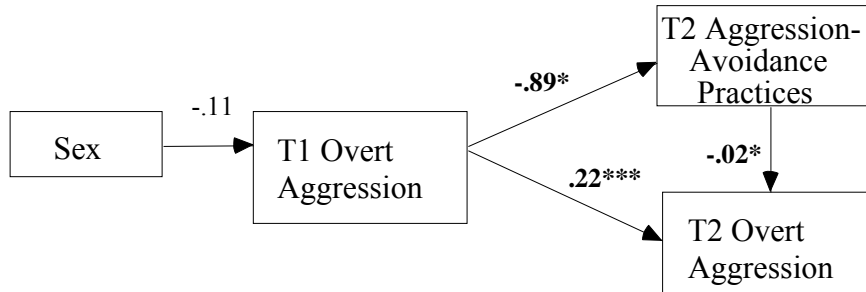 T2 Aggression-
Avoidance
Practices
-.89*
-.11
Sex
T1 Overt
Aggression
-.02*
.22***
T2 Overt
Aggression